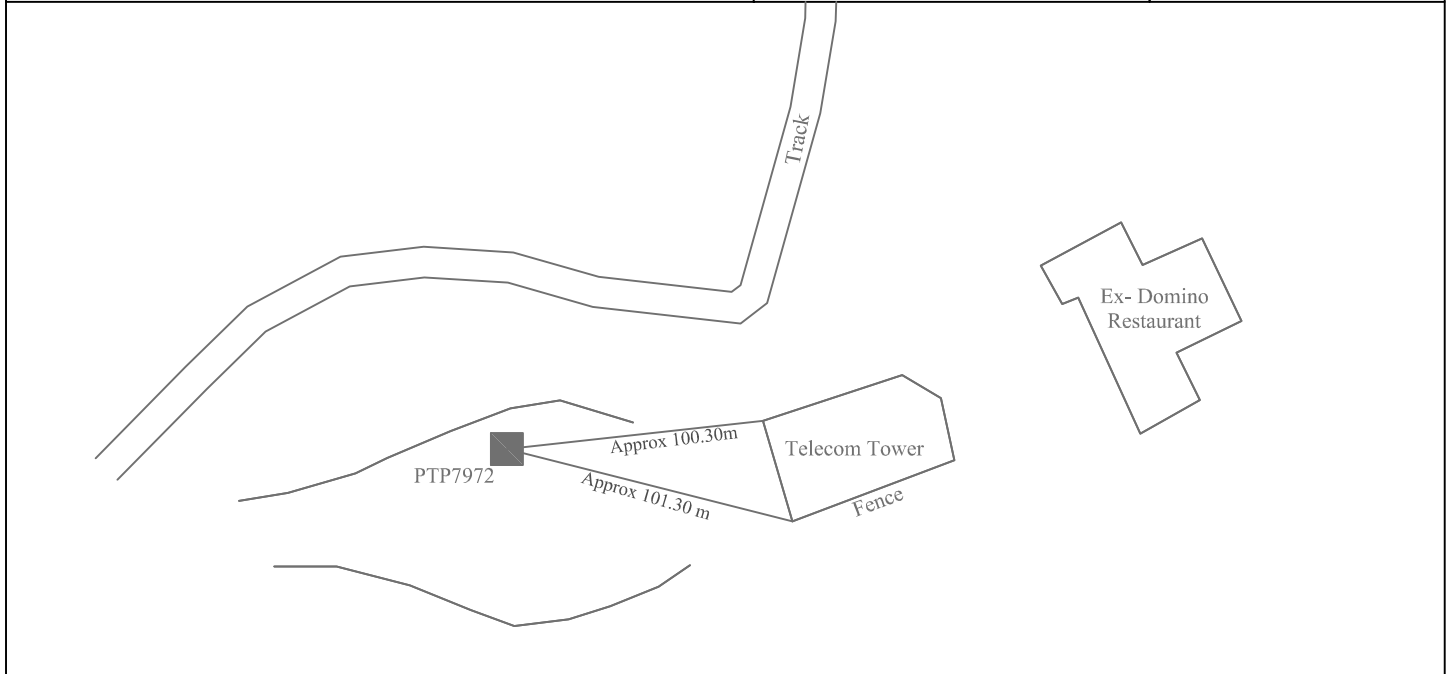 Track
Ex- Domino
Restaurant
Approx 100.30m
Telecom Tower
PTP7972
Approx 101.30 m
Fence